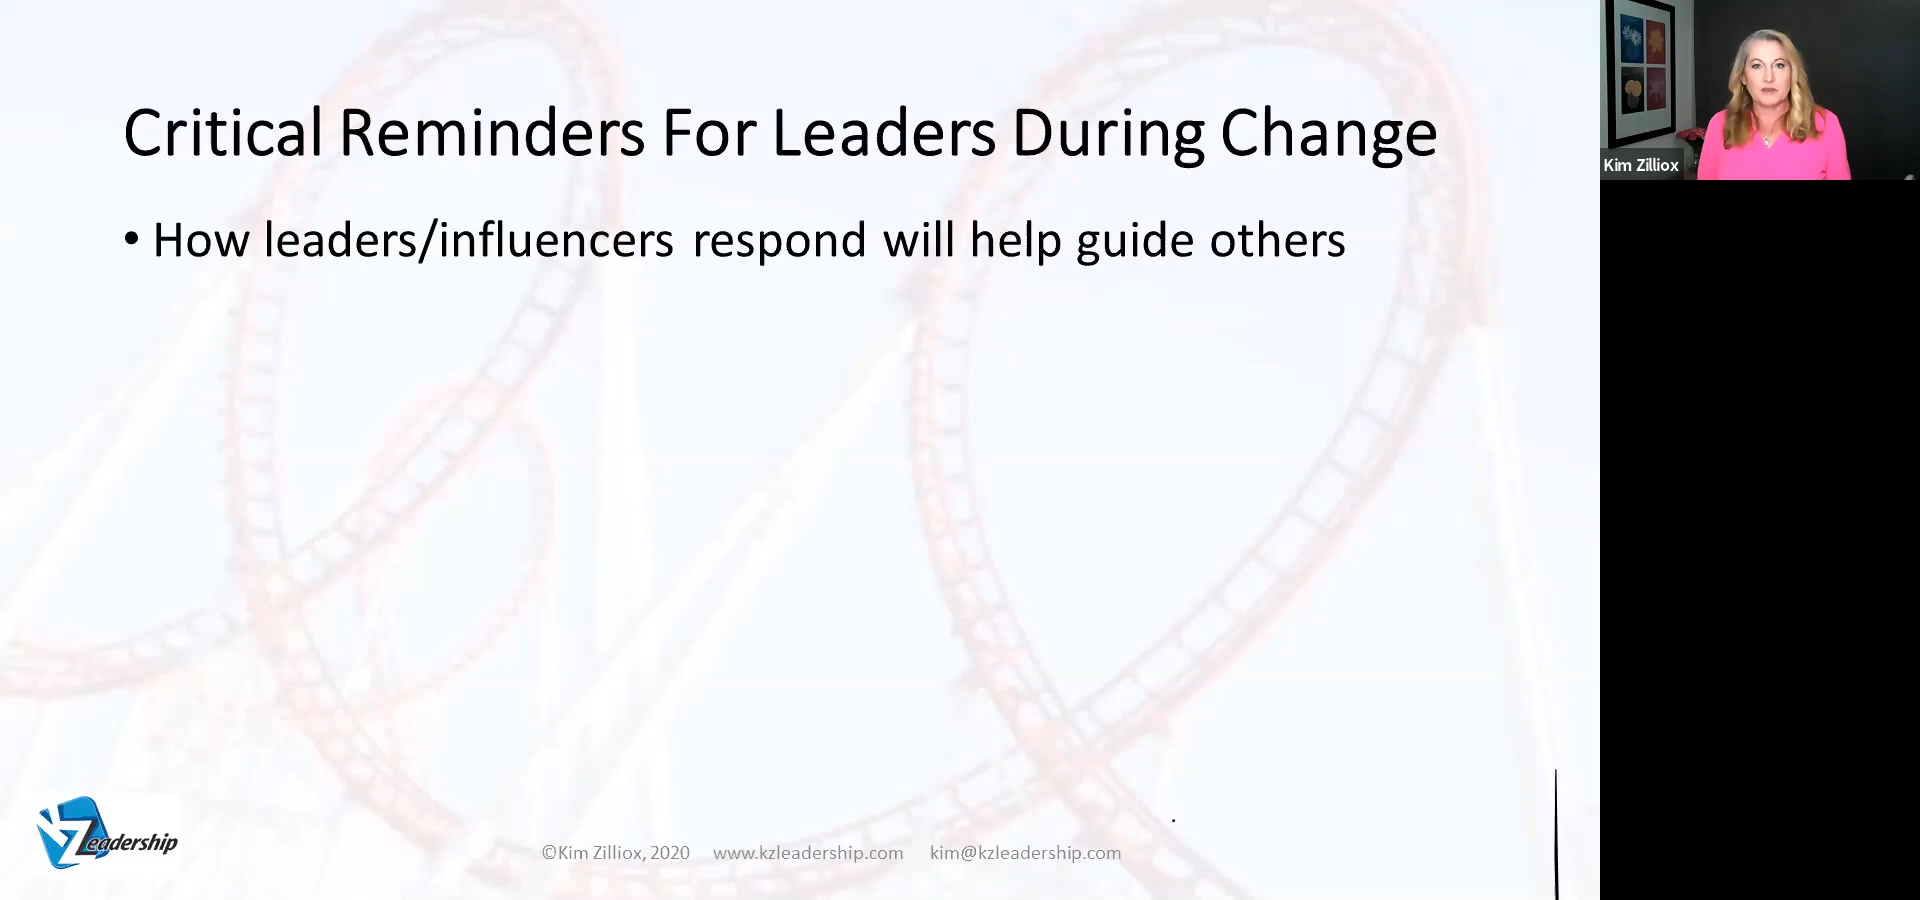 Critical Reminders For Leaders During Change
• How leaders/influencers respond will help guide others
Kim Zilliox
KZLeadership
©Kim Zilliox, 2020 www.kzleadership.com kim@kzleadership.com